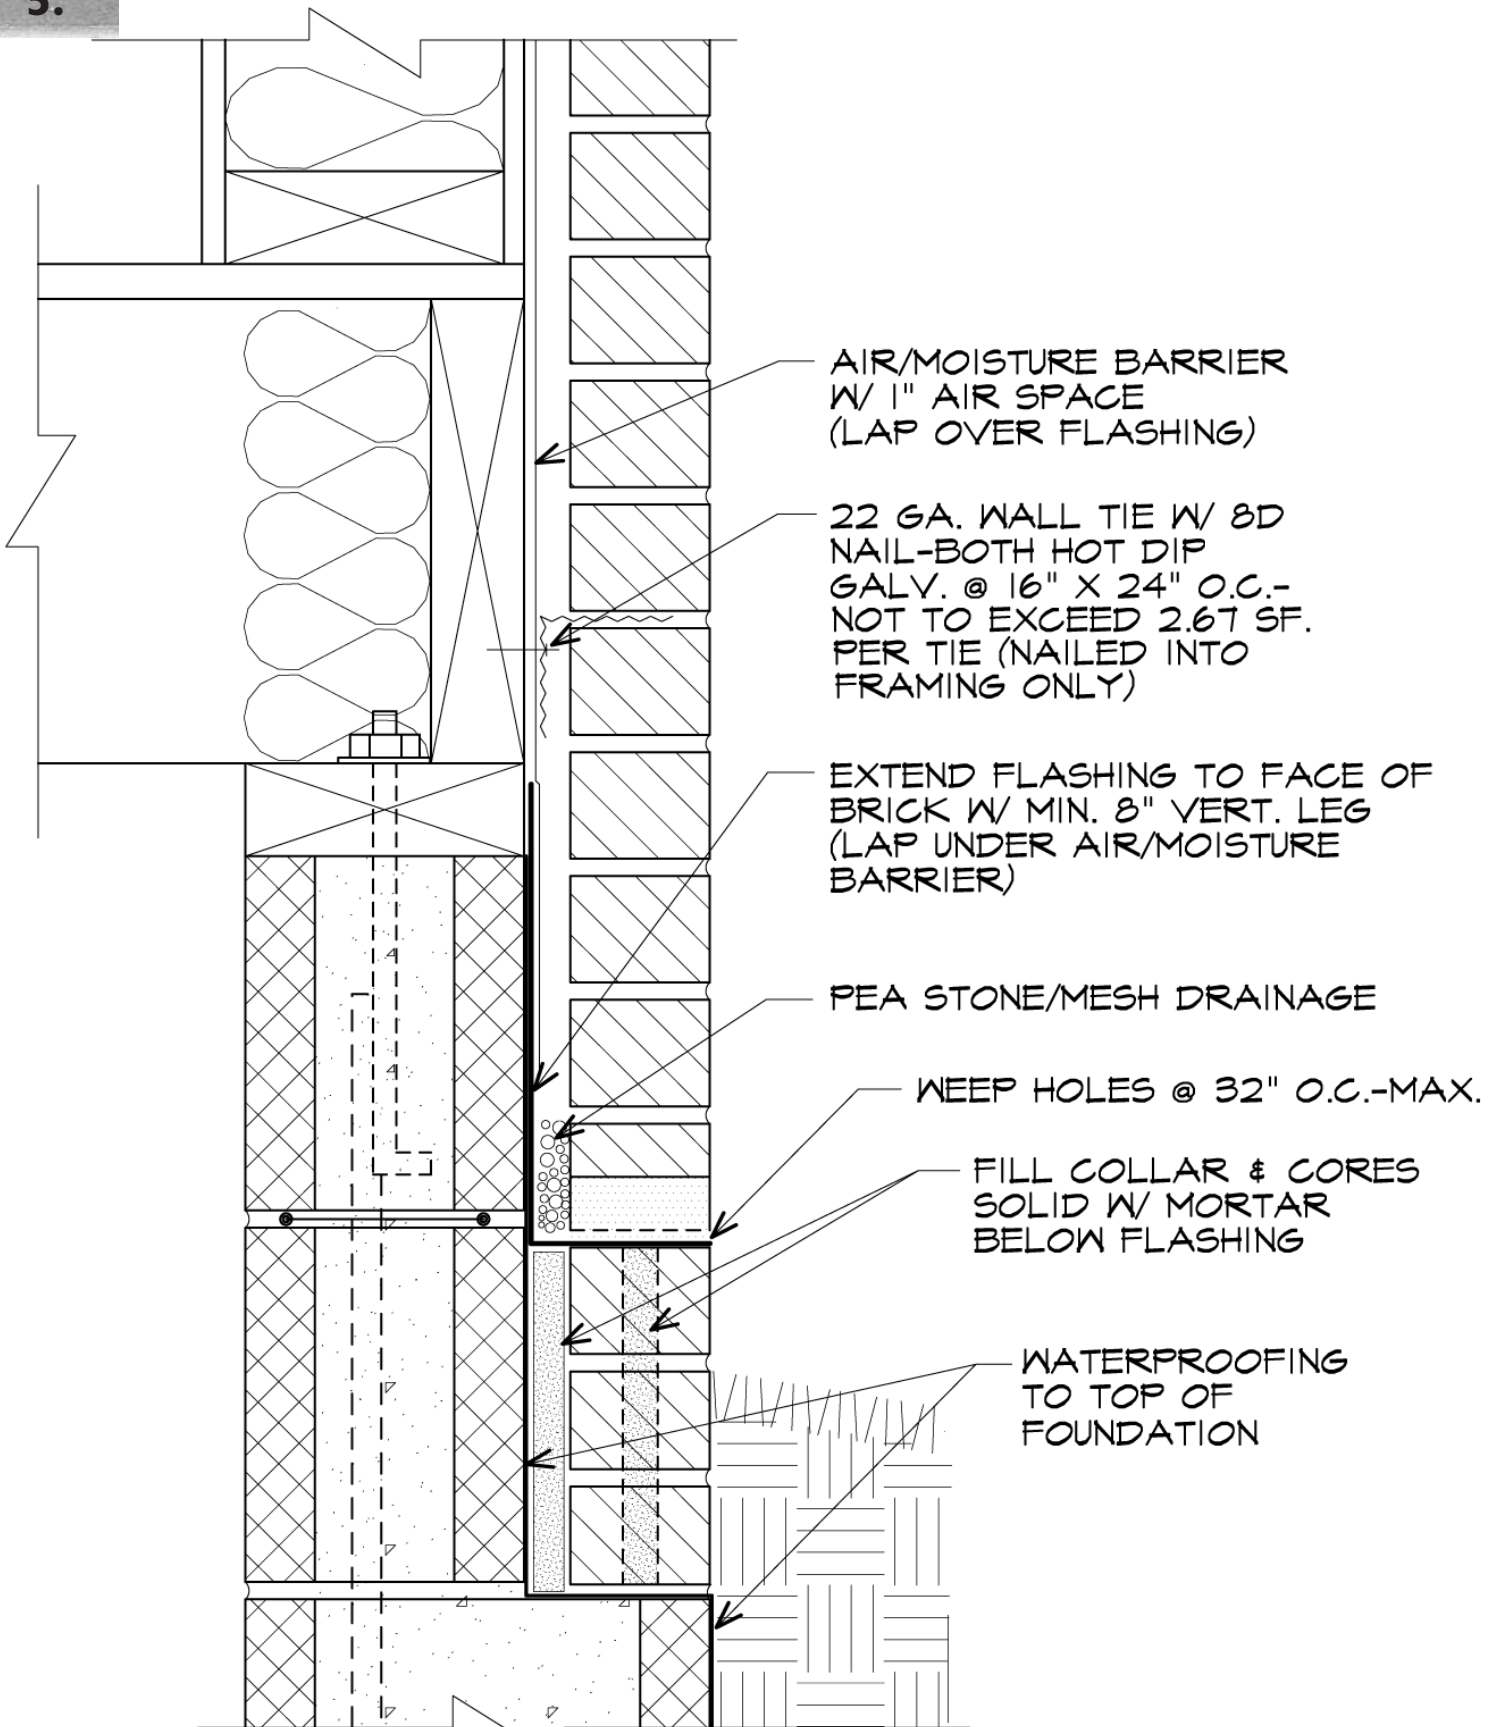 3.
AIR/MOISTURE BARRIER
W/ 1" AIR SPACE
(LAP OVER FLASHING)
22 GA. WALL TIE W/ 8D
NAIL-BOTH HOT DIP
GALV. @ 16" X 24" O.C.-
NOT TO EXCEED 2.67 SF.
PER TIE (NAILED INTO
FRAMING ONLY)
EXTEND FLASHING TO FACE OF
BRICK W/ MIN. 8" VERT. LEG
(LAP UNDER AIR/MOISTURE
BARRIER)
PEA STONE/MESH DRAINAGE
WEEP HOLES @ 32" O.C.-MAX.
FILL COLLAR & CORES
SOLID W/ MORTAR
BELOW FLASHING
WATERPROOFING
TO TOP OF
FOUNDATION